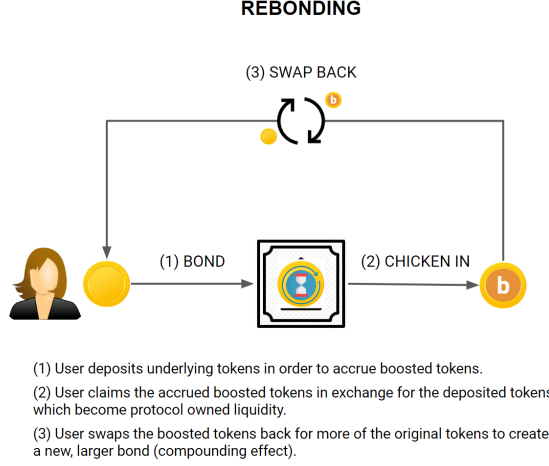 REBONDING
(3) SWAP BACK
b
(1) BOND
(2) CHICKEN IN
b
(1) User deposits underlying tokens in order to accrue boosted tokens.
(2) User claims the accrued boosted tokens in exchange for the deposited tokens
which become protocol owned liquidity.
(3) User swaps the boosted tokens back for more of the original tokens to create
a new, larger bond (compounding effect).